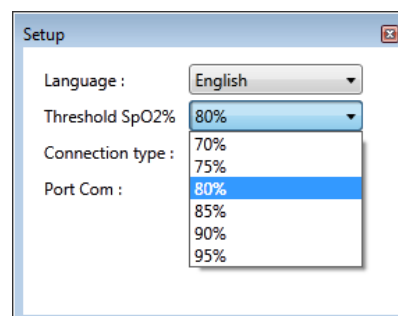 Setup
Language : English
Threshold SpO2% 80%
Connection type : 70%
75%
Port Com : 80%
85%
90%
95%